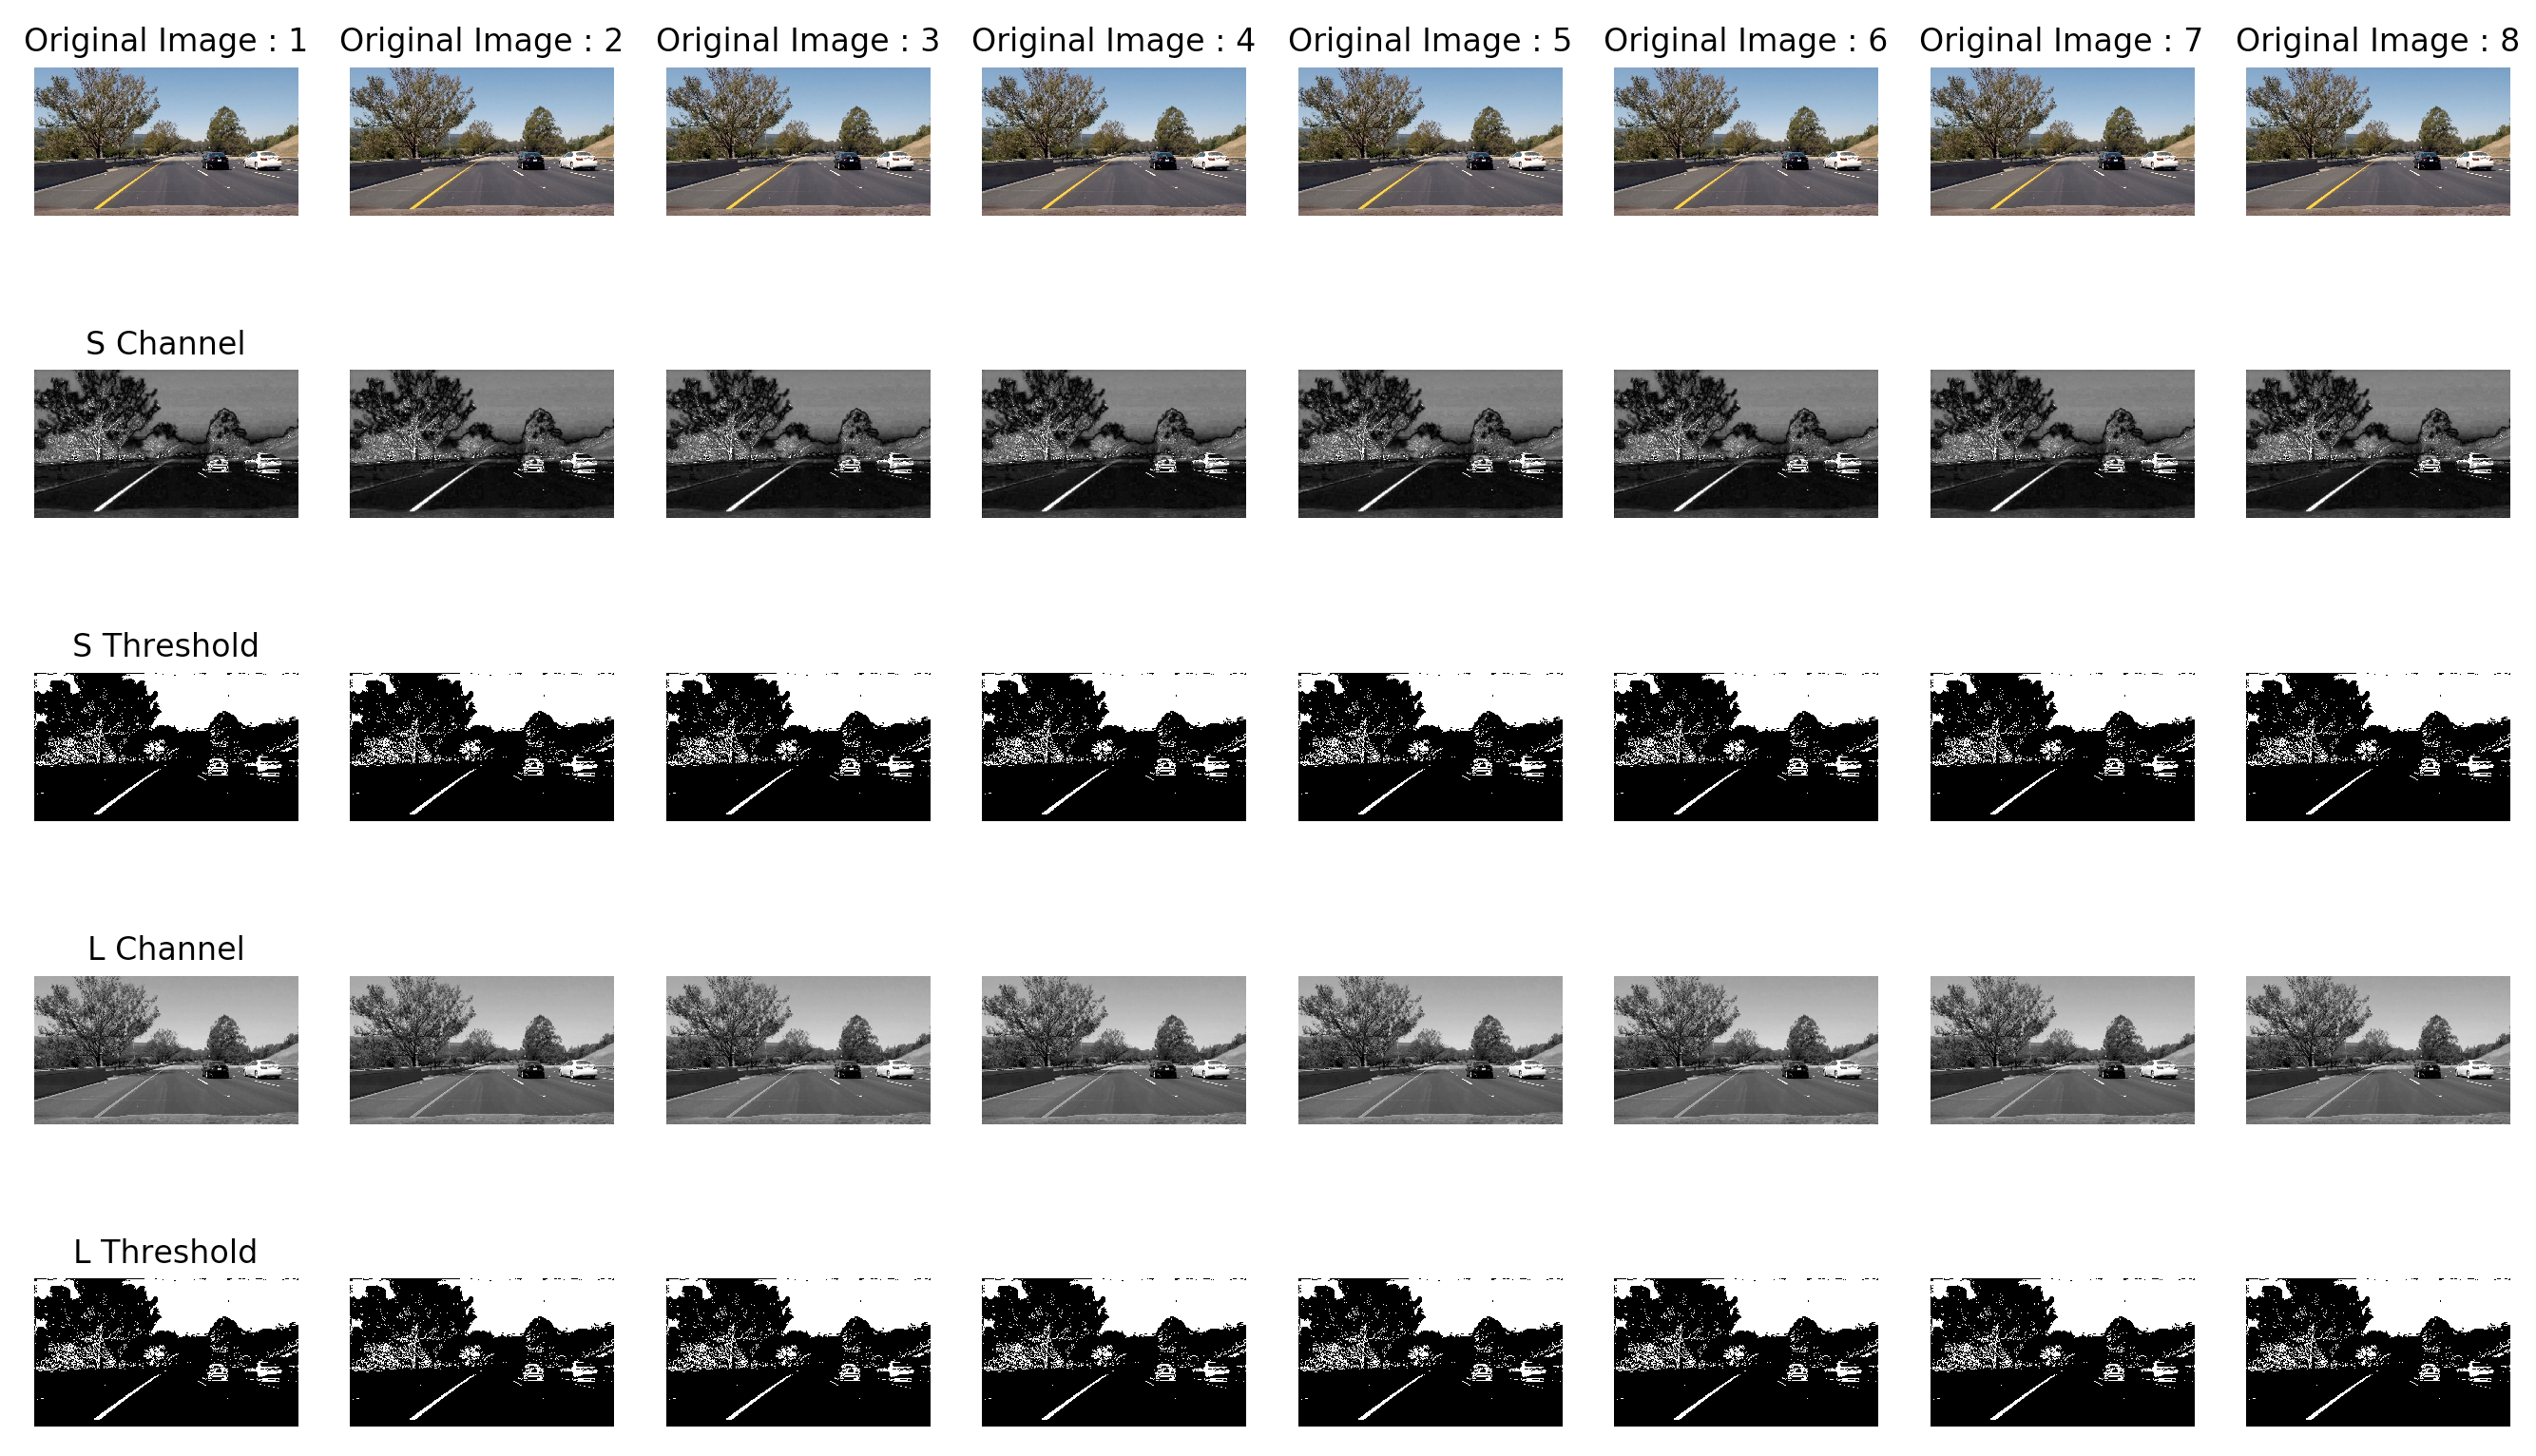 Original Image : 1
Original Image : 2
Original Image : 3
Original Image : 4
Original Image : 5
Original Image : 6
Original Image : 7
Original Image : 8
S Channel
S Threshold
L Channel
L Threshold